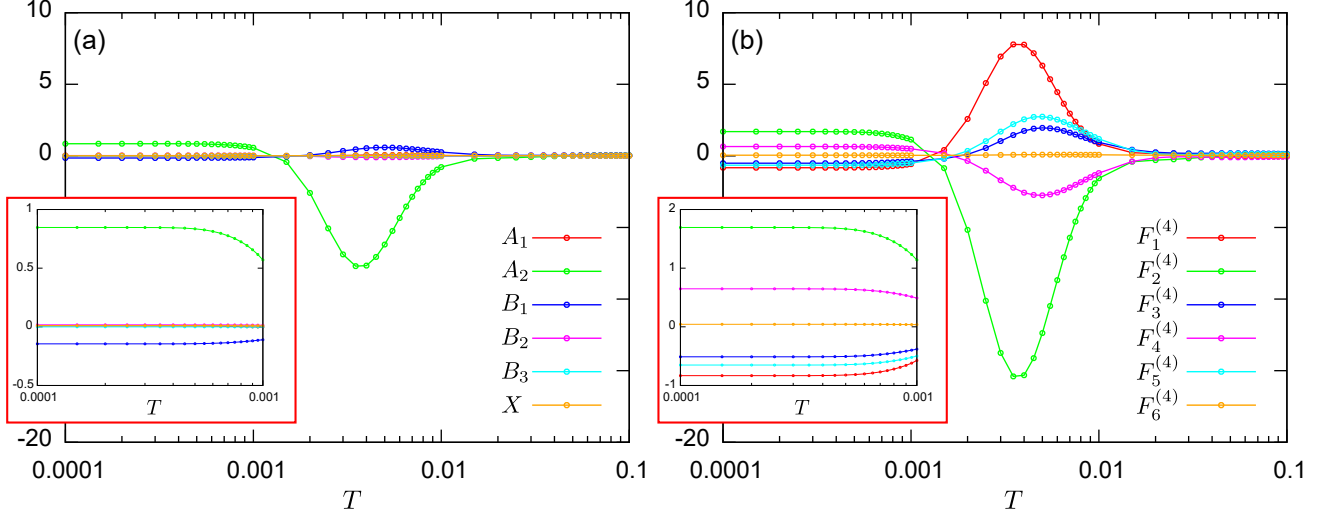 (a)
10
5
0
-20
0.0001
0.001
0.01
0.1
T
A₁
A₂
B₁
B₂
B₃
X
1
0.5
0
-0.5
0.0001
0.001
T
(b)
10
5
0
-20
0.0001
0.001
0.01
0.1
T
F₁⁽⁴⁾
F₂⁽⁴⁾
F₃⁽⁴⁾
F₄⁽⁴⁾
F₅⁽⁴⁾
F₆⁽⁴⁾
2
1
0
-1
0.0001
0.001
T